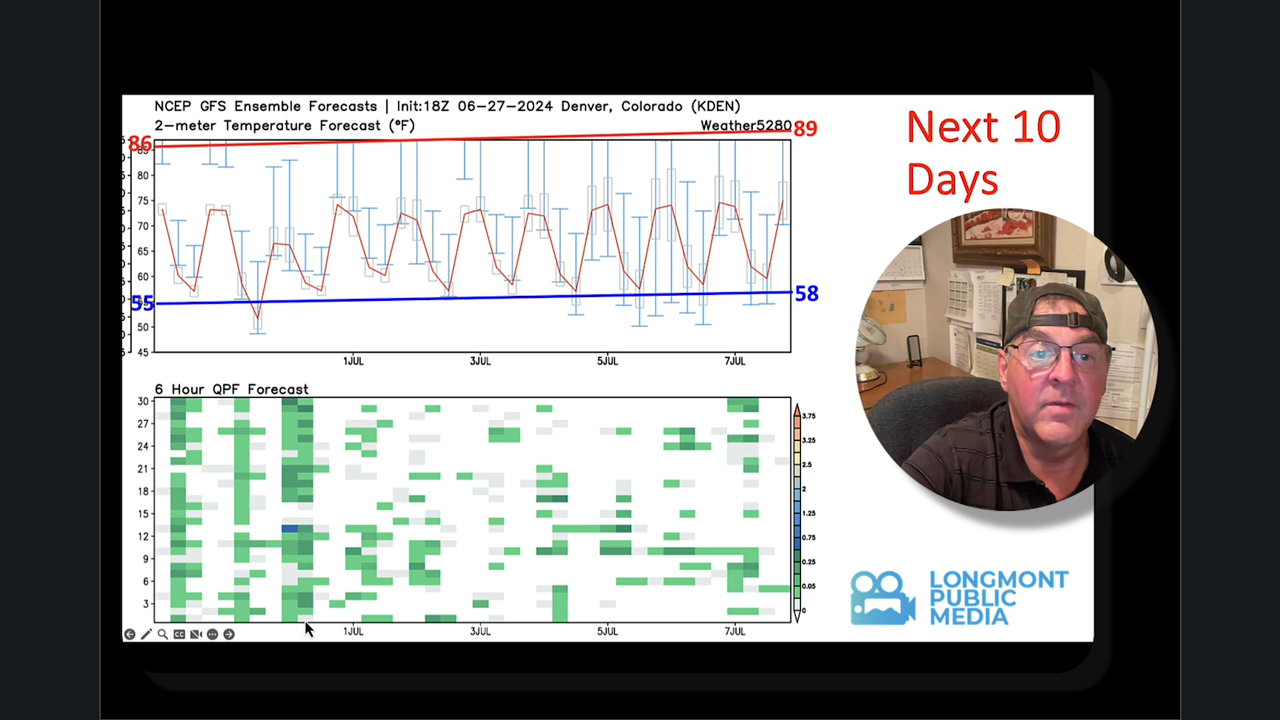 NCEP GFS Ensemble Forecasts | Init:18Z 06-27-2024 Denver, Colorado (KDEN)
2-meter Temperature Forecast (°F)
Weather5280
86
89
85
80
75
70
65
60
55
50
45
55
58
1JUL
3JUL
5JUL
7JUL
6 Hour QPF Forecast
30
27
24
21
18
15
12
9
6
3
1JUL
3JUL
5JUL
7JUL
3.75
3.25
2.5
2
1.25
0.75
0.25
0.05
0
Next 10
Days
LONGMONT
PUBLIC
MEDIA